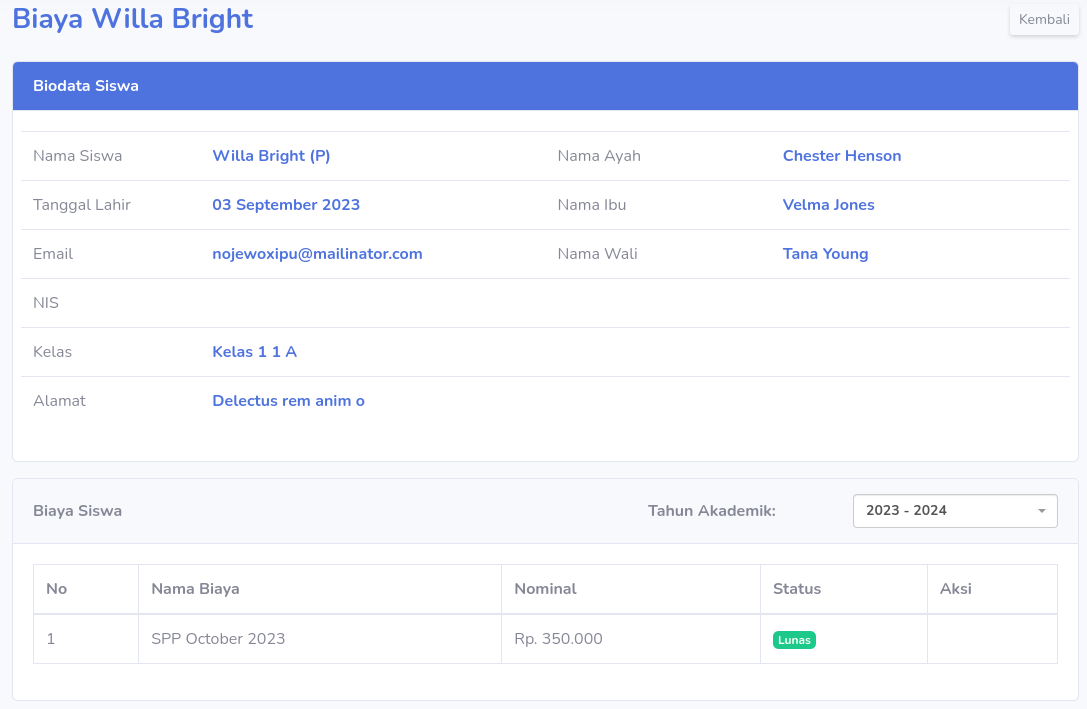 Biaya Willa Bright
Kembali
Biodata Siswa
Nama Siswa Willa Bright (P) Nama Ayah Chester Henson
Tanggal Lahir 03 September 2023 Nama Ibu Velma Jones
Email nojewoxipu@mailinator.com Nama Wali Tana Young
NIS
Kelas Kelas 1 1 A
Alamat Delectus rem anim o
Biaya Siswa Tahun Akademik: 2023 - 2024
No Nama Biaya Nominal Status Aksi
1 SPP October 2023 Rp. 350.000 Lunas